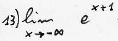 13) lim e^{x+1}
x→-∞